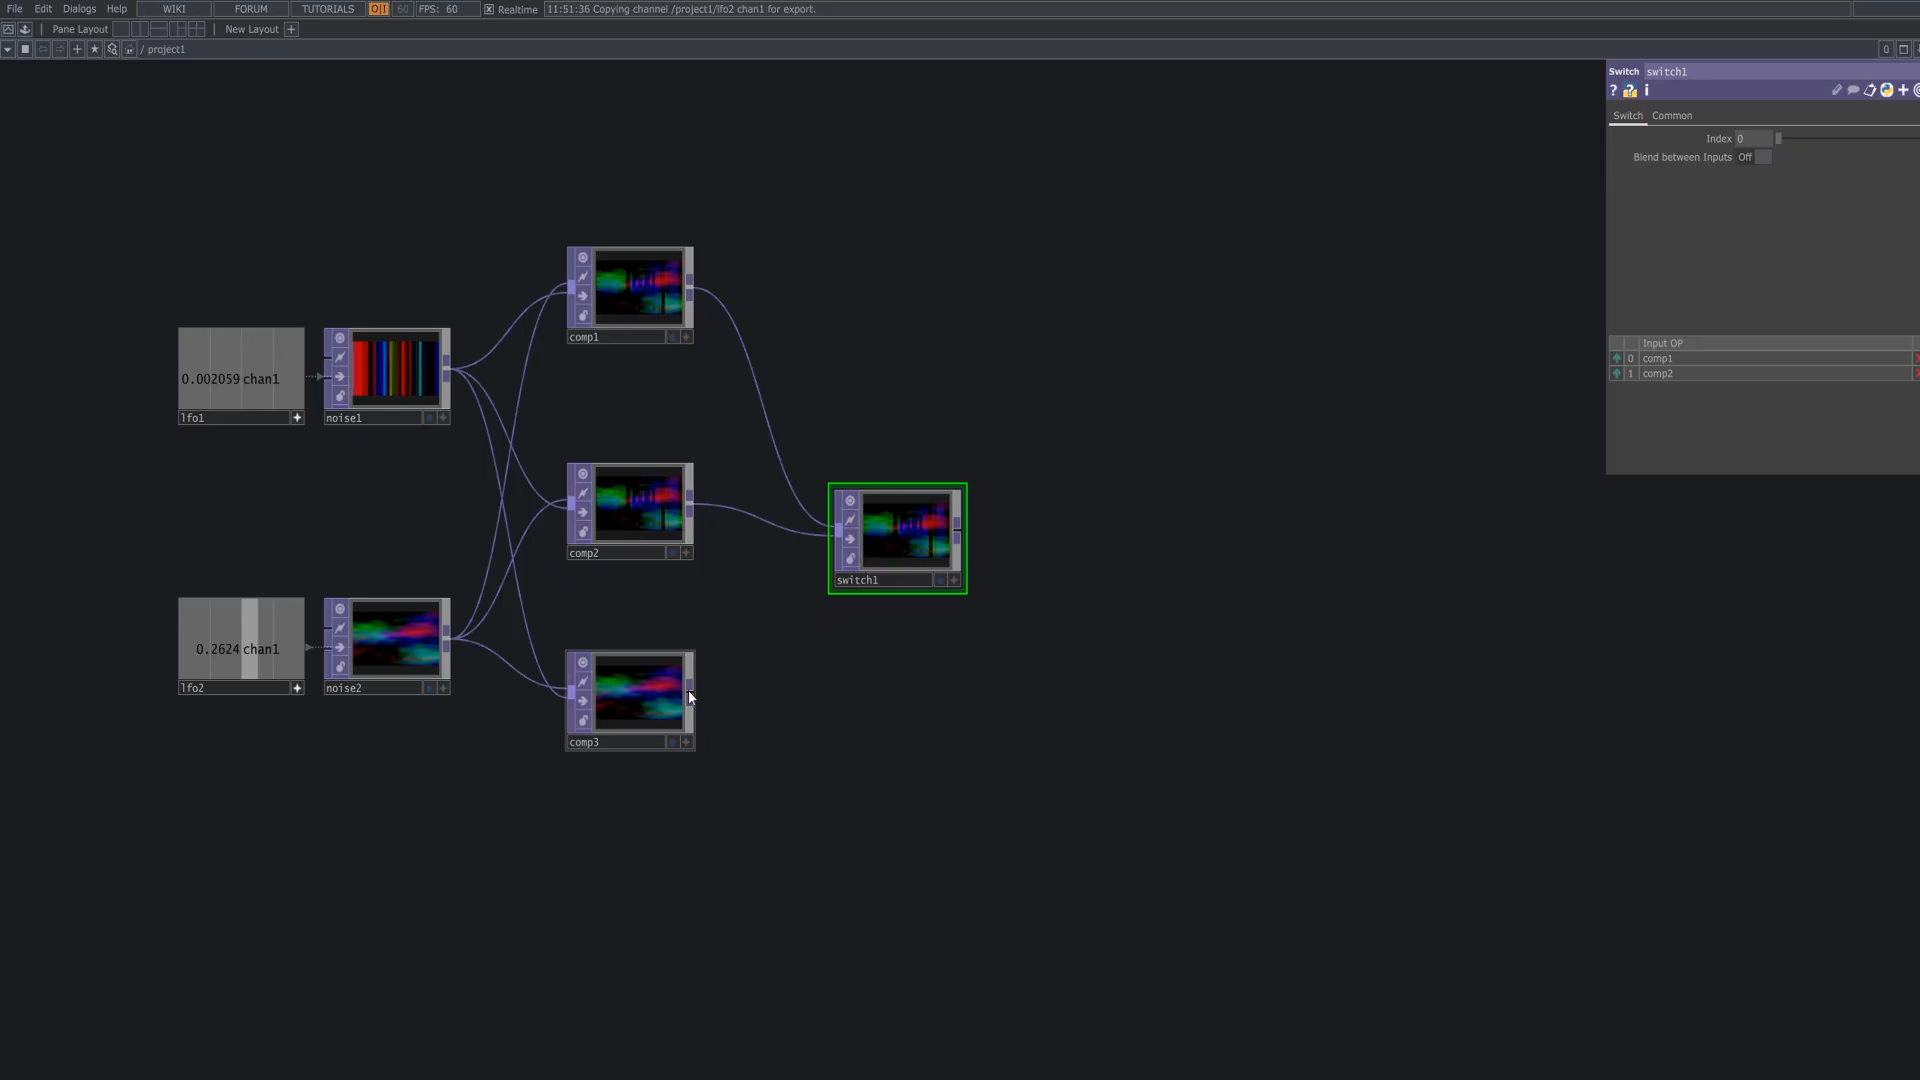 File Edit Dialogs Help WIKI FORUM TUTORIALS O|I 60 FPS: 60 Realtime 11:51:36 Copying channel /project1/lfo2 chan1 for export.
Pane Layout New Layout +
/ project1 0
Switch switch1
? ? i
Switch Common
Index 0
Blend between Inputs Off
comp1
0.002059 chan1
lfo1
noise1
Input OP
0 comp1
1 comp2
comp2
switch1
0.2624 chan1
lfo2
noise2
comp3